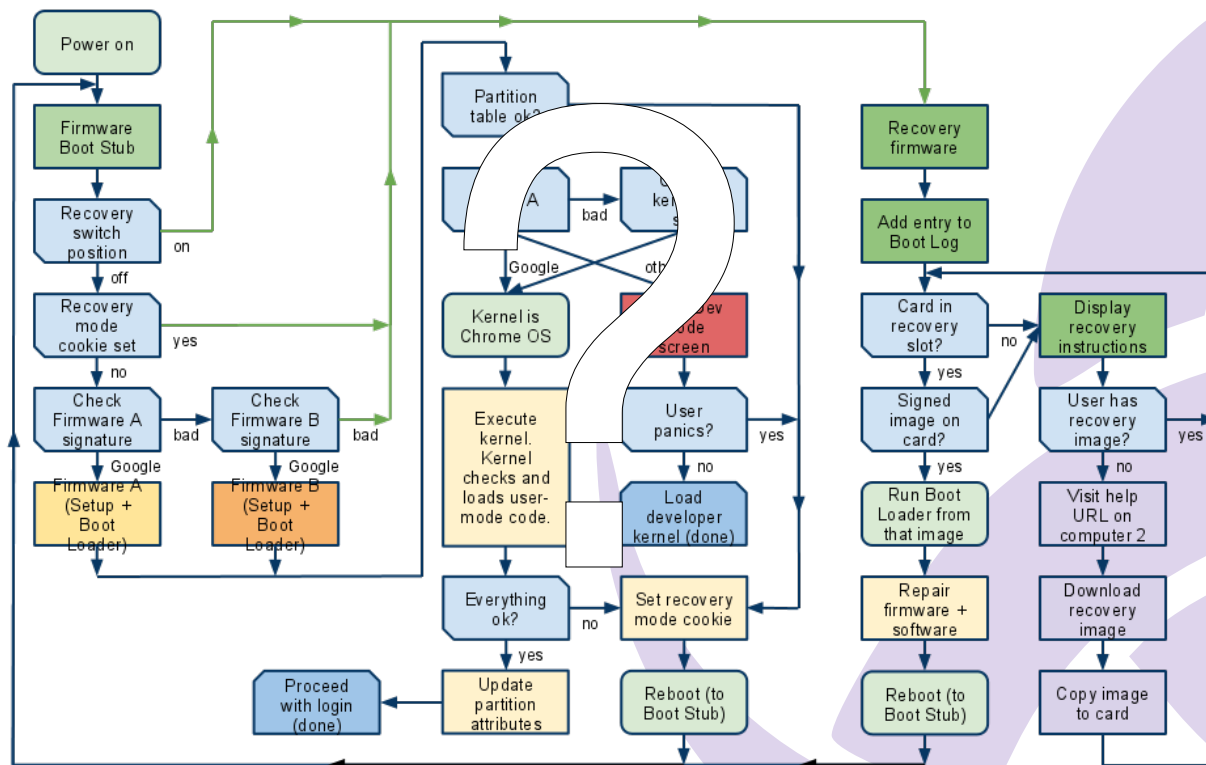 Power on
Firmware
Boot Stub
Recovery
switch
position
on
off
Recovery
mode
cookie set
yes
no
Check
Firmware A
signature
bad
Check
Firmware B
signature
bad
Google
Google
Firmware A
(Setup +
Boot
Loader)
Firmware B
(Setup +
Boot
Loader)
Partition
table ok?
A
bad
Google
Kernel is
Chrome OS
Dev
screen
Execute
kernel.
Kernel
checks and
loads user-
mode code.
User
panics?
yes
no
Load
developer
kernel (done)
Everything
ok?
no
yes
Set recovery
mode cookie
Proceed
with login
(done)
Update
partition
attributes
Reboot (to
Boot Stub)
Recovery
firmware
Add entry to
Boot Log
Card in
recovery
slot?
no
yes
Display
recovery
instructions
Signed
image on
card?
yes
User has
recovery
image?
yes
no
Run Boot
Loader from
that image
Visit help
URL on
computer 2
Repair
firmware +
software
Download
recovery
image
Reboot (to
Boot Stub)
Copy image
to card
?